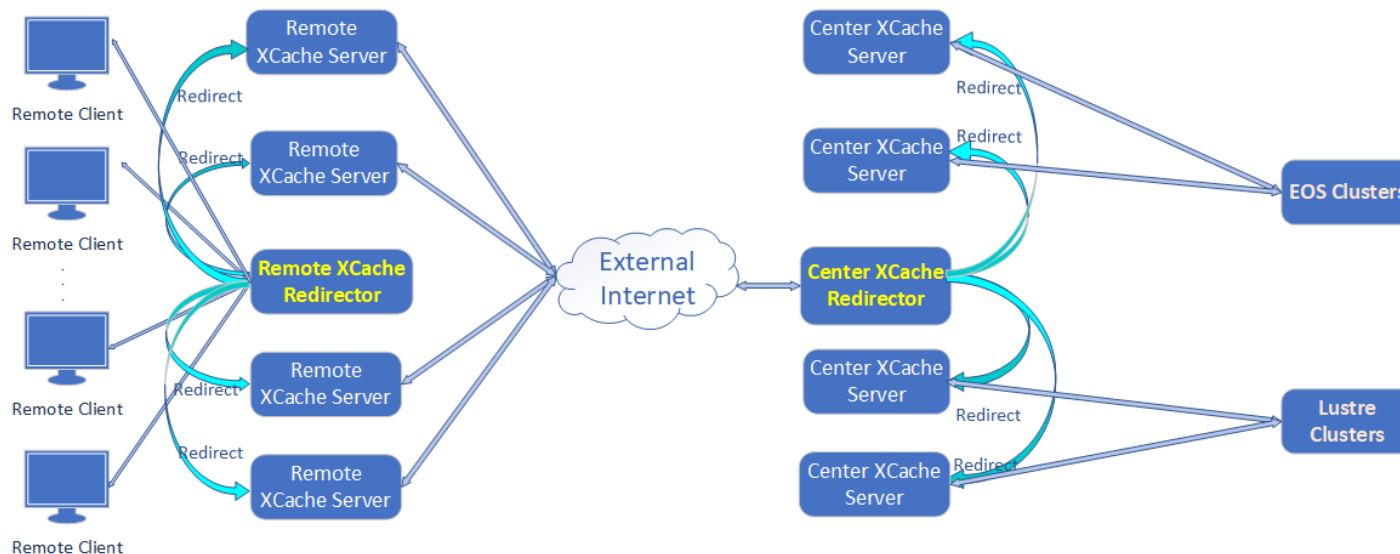 Remote Client
Remote Client
.
.
.
Remote Client
Remote Client
Remote
XCache Server
Redirect
Remote
XCache Server
Redirect
Remote XCache
Redirector
Remote
XCache Server
Redirect
Remote
XCache Server
Redirect
External
Internet
Center XCache
Server
Redirect
Center XCache
Server
Redirect
Center XCache
Redirector
Center XCache
Server
Redirect
Center XCache
Server
Redirect
EOS Clusters
Lustre
Clusters